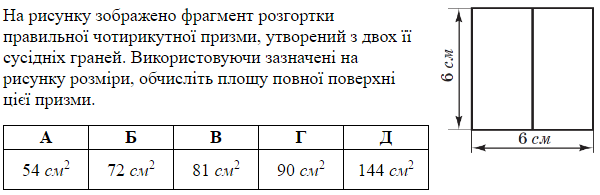 На рисунку зображено фрагмент розгортки
правильної чотирикутної призми, утворений з двох її
сусідніх граней. Використовуючи зазначені на
рисунку розміри, обчисліть площу повної поверхні
цієї призми.
А Б В Г Д
54 см² 72 см² 81 см² 90 см² 144 см²
6 см
6 см